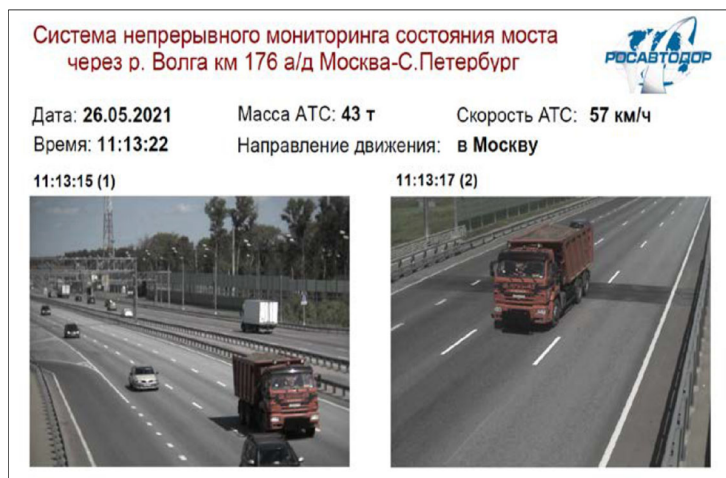 Система непрерывного мониторинга состояния моста
через р. Волга км 176 а/д Москва-С.Петербург
РОСАВТОДОР
Дата: 26.05.2021
Масса АТС: 43 т
Скорость АТС: 57 км/ч
Время: 11:13:22
Направление движения: в Москву
11:13:15 (1)
11:13:17 (2)